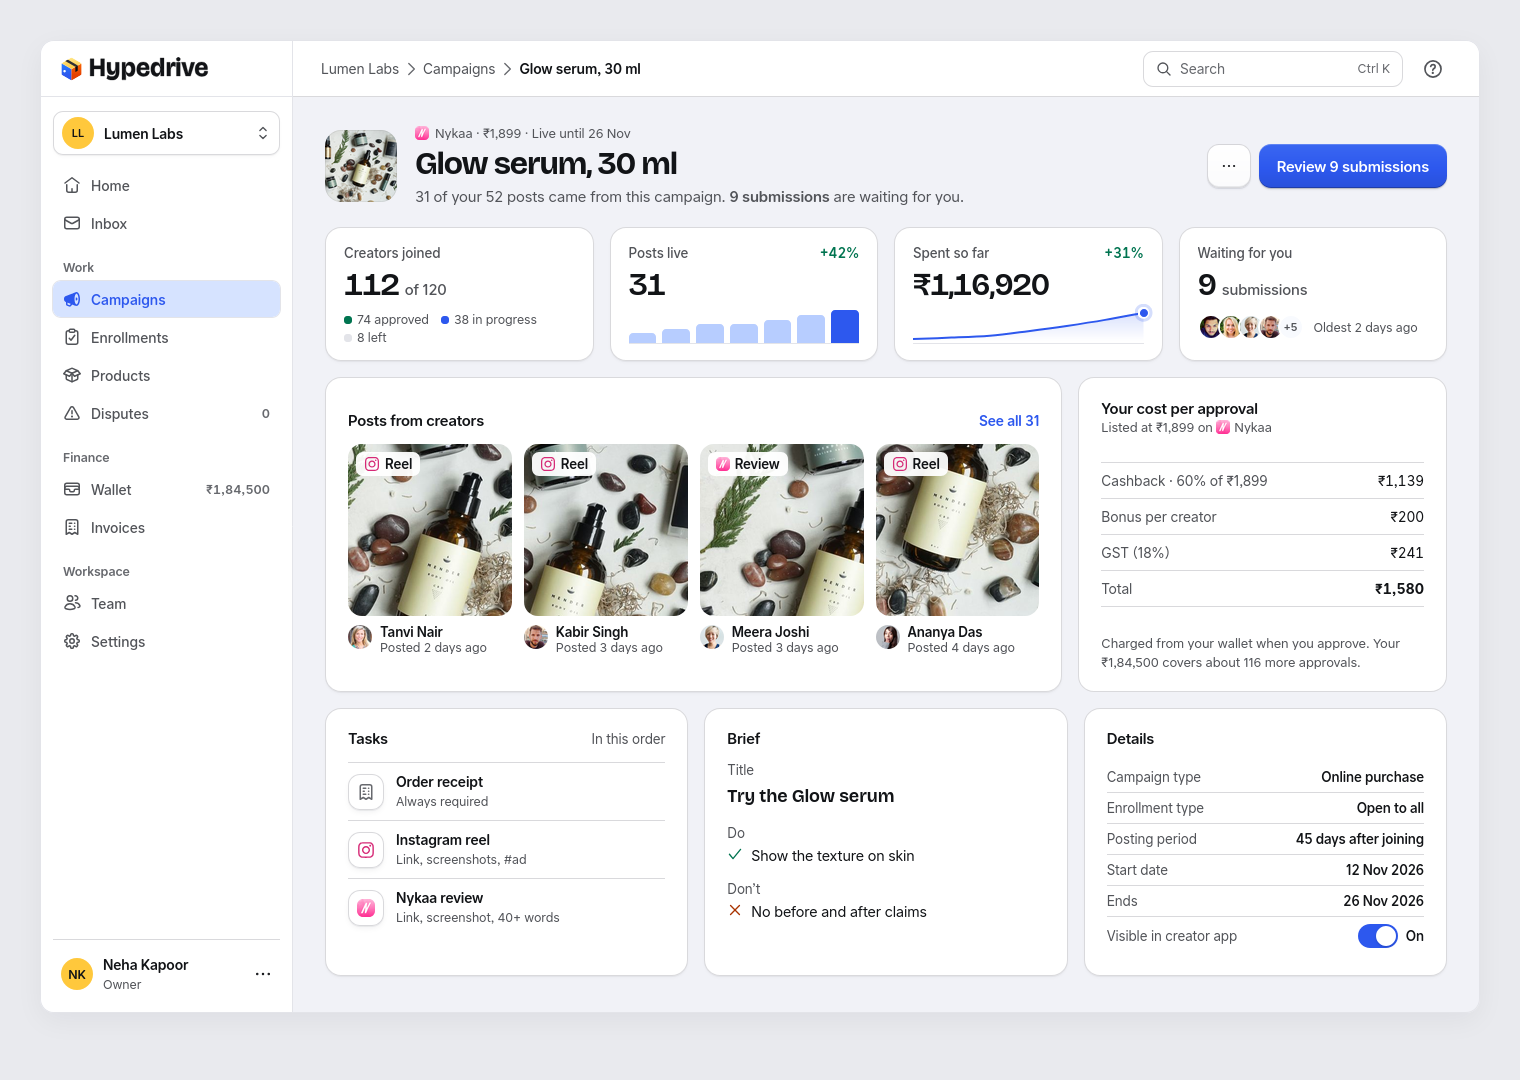 Hypedrive
Lumen Labs > Campaigns > Glow serum, 30 ml
Search
Ctrl K
LL
Lumen Labs
Home
Inbox
Work
Campaigns
Enrollments
Products
Disputes
0
Finance
Wallet
₹1,84,500
Invoices
Workspace
Team
Settings
NK
Neha Kapoor
Owner
Nykaa · ₹1,899 · Live until 26 Nov
Glow serum, 30 ml
31 of your 52 posts came from this campaign. 9 submissions are waiting for you.
Review 9 submissions
Creators joined
112 of 120
74 approved
38 in progress
8 left
Posts live
+42%
31
Spent so far
+31%
₹1,16,920
Waiting for you
9 submissions
+5
Oldest 2 days ago
Posts from creators
See all 31
Reel
Tanvi Nair
Posted 2 days ago
Reel
Kabir Singh
Posted 3 days ago
Review
Meera Joshi
Posted 3 days ago
Reel
Ananya Das
Posted 4 days ago
Your cost per approval
Listed at ₹1,899 on Nykaa
Cashback · 60% of ₹1,899
₹1,139
Bonus per creator
₹200
GST (18%)
₹241
Total
₹1,580
Charged from your wallet when you approve. Your
₹1,84,500 covers about 116 more approvals.
Tasks
In this order
Order receipt
Always required
Instagram reel
Link, screenshots, #ad
Nykaa review
Link, screenshot, 40+ words
Brief
Title
Try the Glow serum
Do
Show the texture on skin
Don't
No before and after claims
Details
Campaign type
Online purchase
Enrollment type
Open to all
Posting period
45 days after joining
Start date
12 Nov 2026
Ends
26 Nov 2026
Visible in creator app
On